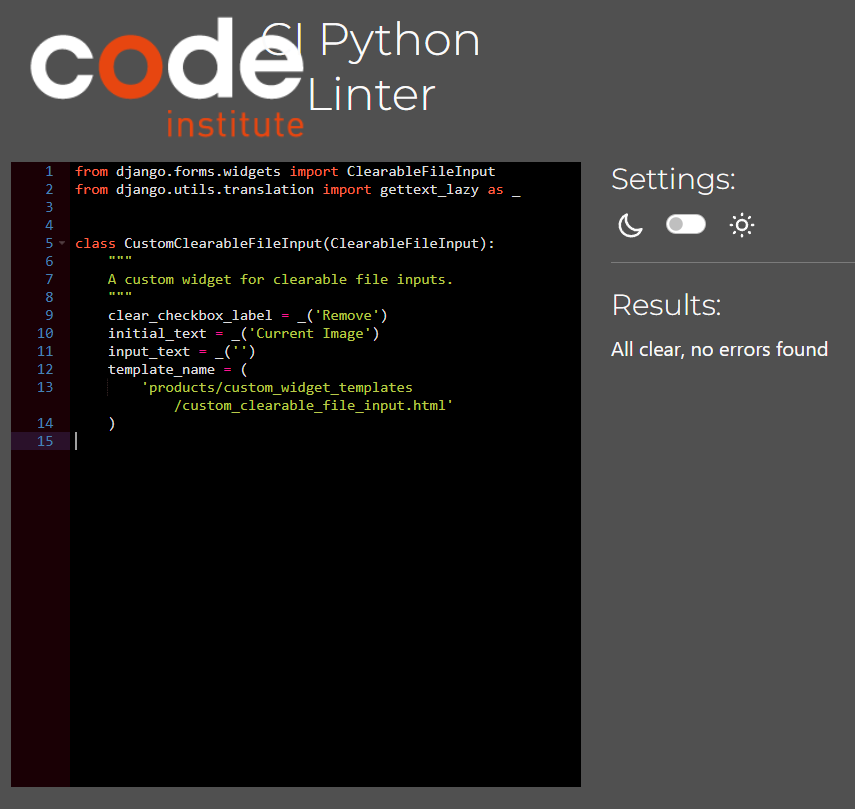 code
institute
CI Python
Linter
1 from django.forms.widgets import ClearableFileInput
2 from django.utils.translation import gettext_lazy as _
3
4
5 class CustomClearableFileInput(ClearableFileInput):
6     """
7     A custom widget for clearable file inputs.
8     """
9     clear_checkbox_label = _('Remove')
10     initial_text = _('Current Image')
11     input_text = _('')
12     template_name = (
13         'products/custom_widget_templates
/custom_clearable_file_input.html'
14     )
15
Settings:
Results:
All clear, no errors found